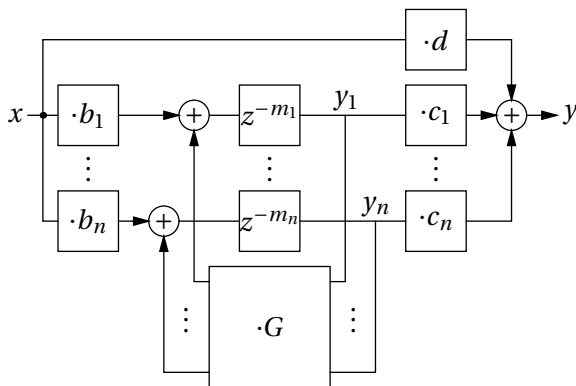 ·d
x ·b₁ z⁻ᵐ¹ y₁ ·c₁ y
·bₙ z⁻ᵐⁿ yₙ ·cₙ
·G